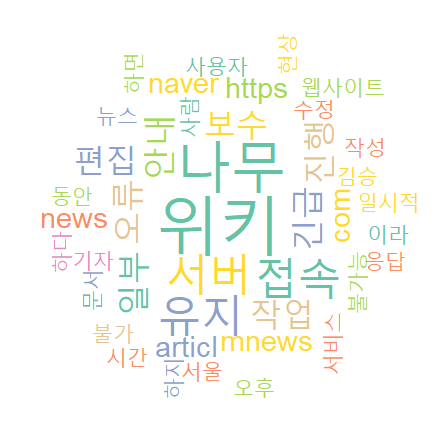 현상
하면
사용자
naver
https
웹사이트
사람
뉴스
보수
수정
안내
진행
편집
나무
작성
김승
동안
오류
긴급
com
일시적
news
위키
이라
하다
기자
서버
접속
응답
문서
일부
불가능
유지
작업
불가
articl
mnews
서비스
시간
하지
서울
오후